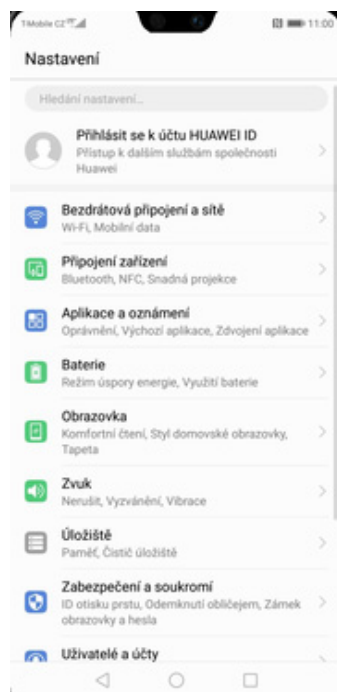 T-Mobile CZ
11:00
Nastavení
Hledání nastavení...
Přihlásit se k účtu HUAWEI ID
Přístup k dalším službám společnosti
Huawei
Bezdrátová připojení a sítě
Wi-Fi, Mobilní data
Připojení zařízení
Bluetooth, NFC, Snadná projekce
Aplikace a oznámení
Oprávnění, Výchozí aplikace, Zdvojení aplikace
Baterie
Režim úspory energie, Využití baterie
Obrazovka
Komfortní čtení, Styl domovské obrazovky,
Tapeta
Zvuk
Nerušit, Vyzvánění, Vibrace
Úložiště
Paměť, Čistič úložiště
Zabezpečení a soukromí
ID otisku prstu, Odemknutí obličejem, Zámek
obrazovky a hesla
Uživatelé a účty